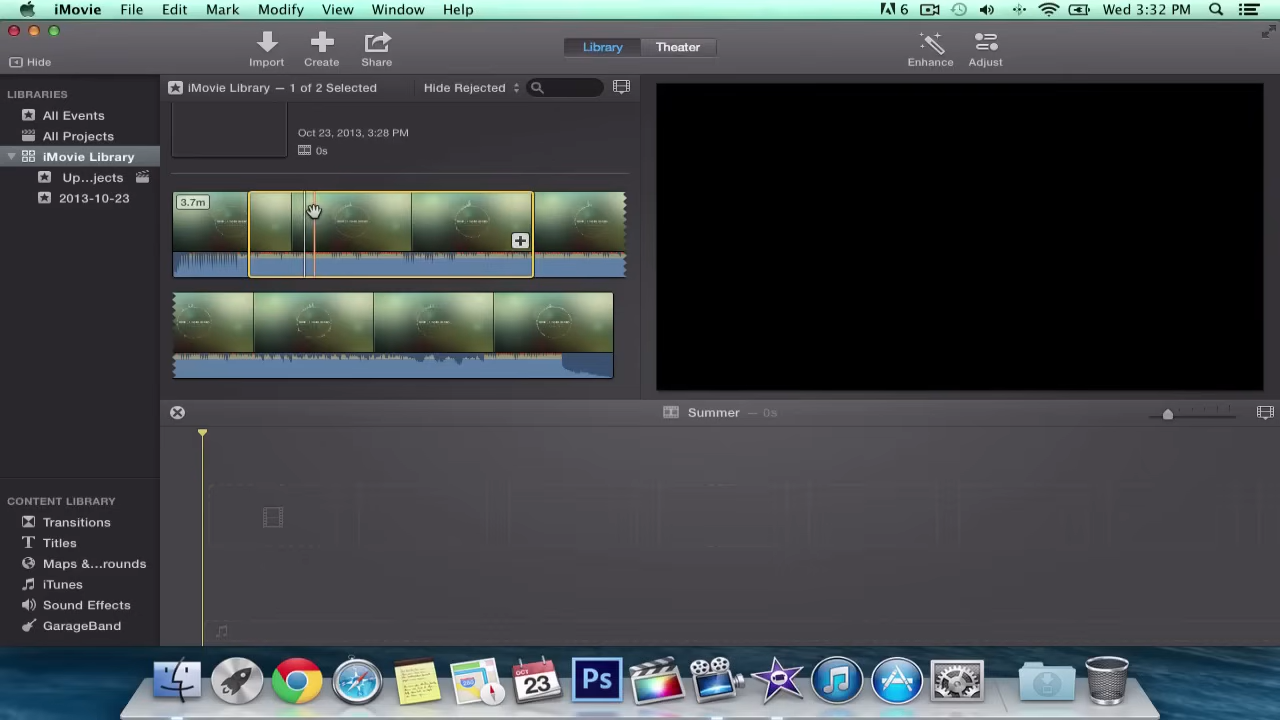 iMovie File Edit Mark Modify View Window Help 6 Wed 3:32 PM
Hide Import Create Share Library Theater Enhance Adjust
LIBRARIES
All Events
All Projects
iMovie Library
Up...jects
2013-10-23
iMovie Library — 1 of 2 Selected Hide Rejected
Oct 23, 2013, 3:28 PM
0s
3.7m
Summer — 0s
CONTENT LIBRARY
Transitions
Titles
Maps &...rounds
iTunes
Sound Effects
GarageBand
OCT
23
Ps